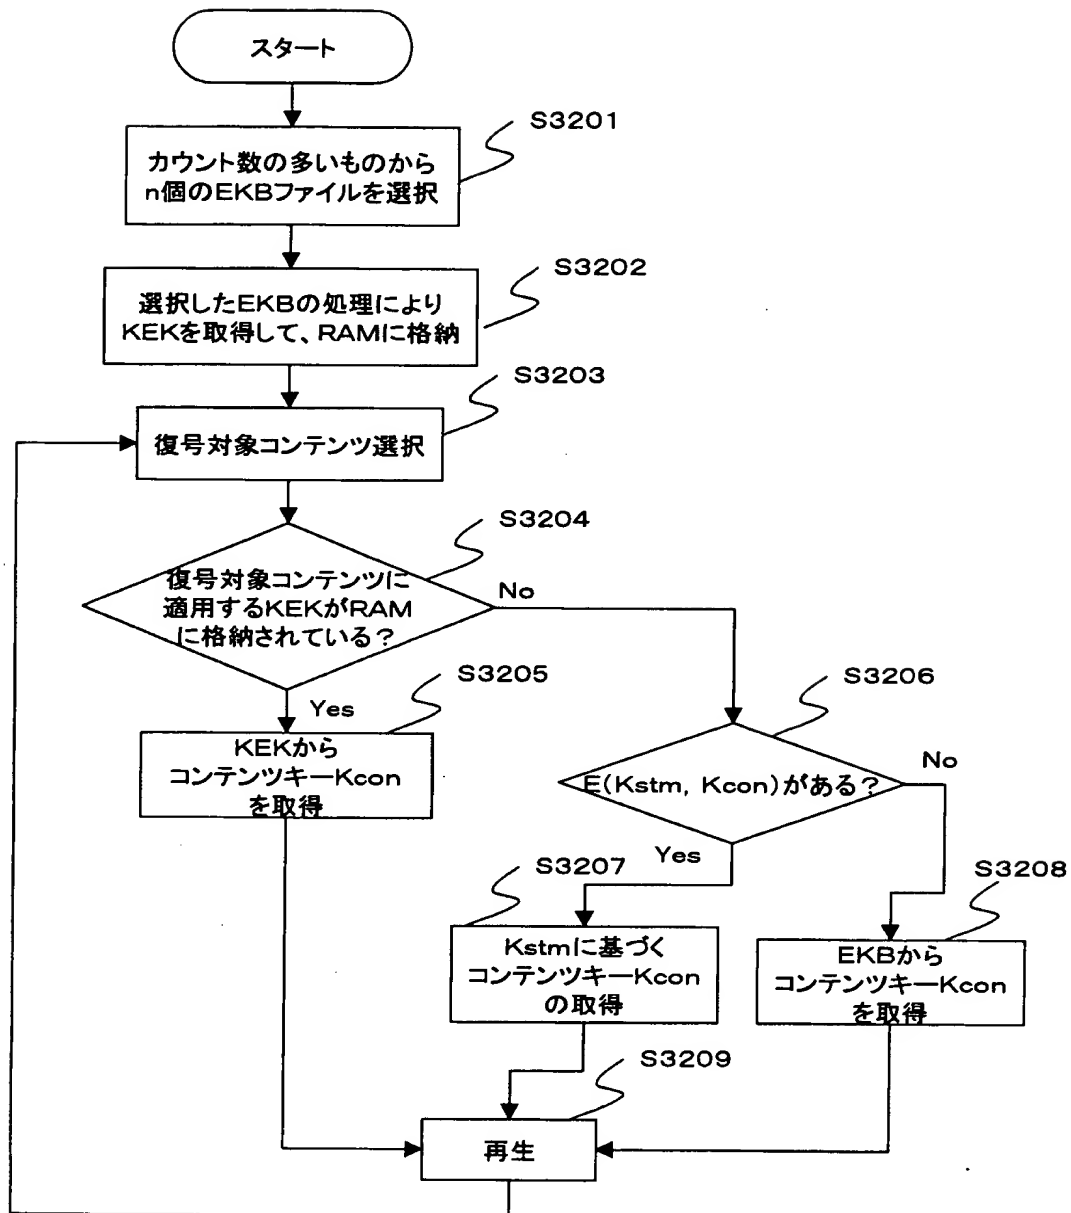 スタート
S3201
カウント数の多いものから
n個のEKBファイルを選択
S3202
選択したEKBの処理により
KEKを取得して、RAMに格納
S3203
復号対象コンテンツ選択
S3204
復号対象コンテンツに
適用するKEKがRAM
に格納されている?
No
S3205
Yes
KEKから
コンテンツキーKcon
を取得
S3206
E(Kstm, Kcon)がある?
No
Yes
S3207
Kstmに基づく
コンテンツキーKcon
の取得
S3208
EKBから
コンテンツキーKcon
を取得
S3209
再生